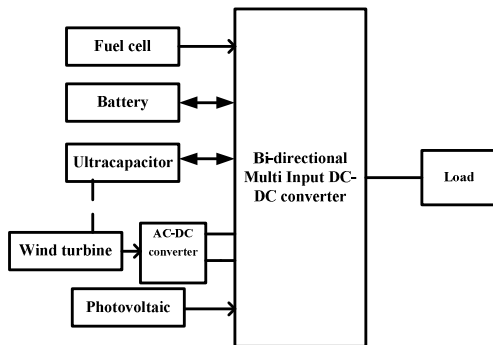 Fuel cell
Battery
Ultracapacitor
Wind turbine
AC-DC
converter
Photovoltaic
Bi-directional
Multi Input DC-
DC converter
Load